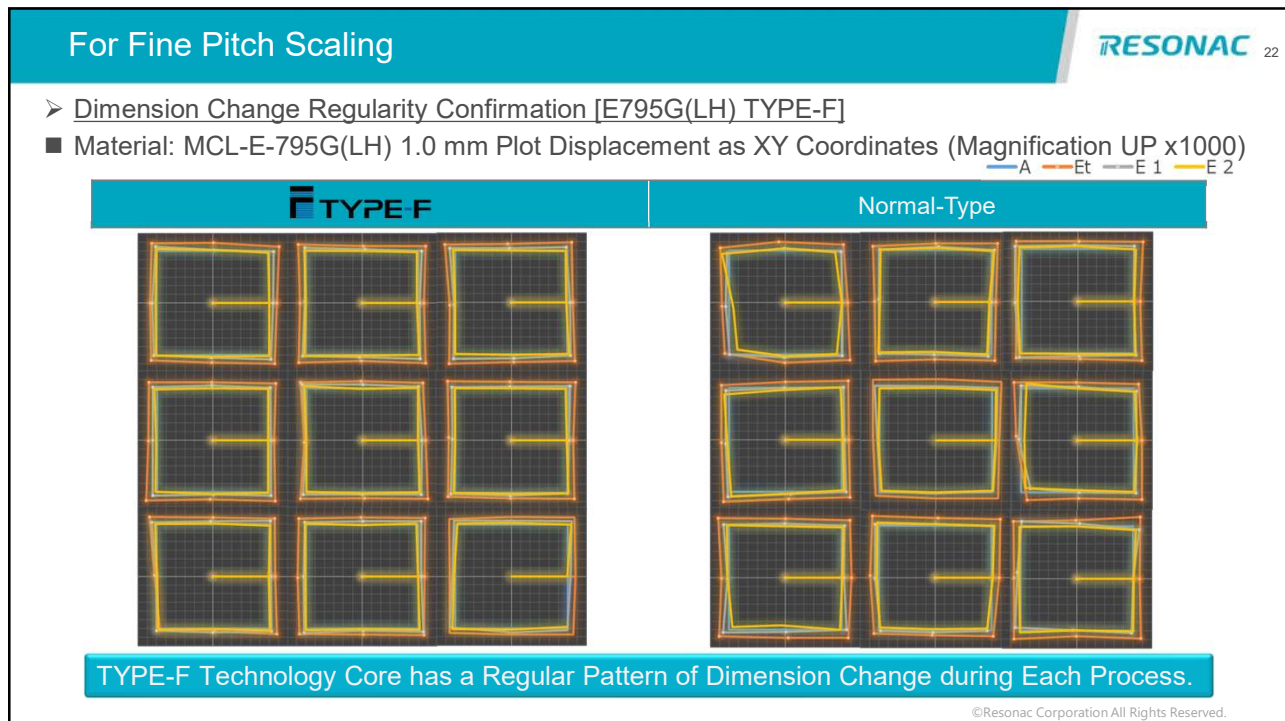 For Fine Pitch Scaling
RESONAC
22
➢ Dimension Change Regularity Confirmation [E795G(LH) TYPE-F]
■ Material: MCL-E-795G(LH) 1.0 mm Plot Displacement as XY Coordinates (Magnification UP x1000)
A Et E 1 E 2
F TYPE-F
Normal-Type
TYPE-F Technology Core has a Regular Pattern of Dimension Change during Each Process.
©Resonac Corporation All Rights Reserved.